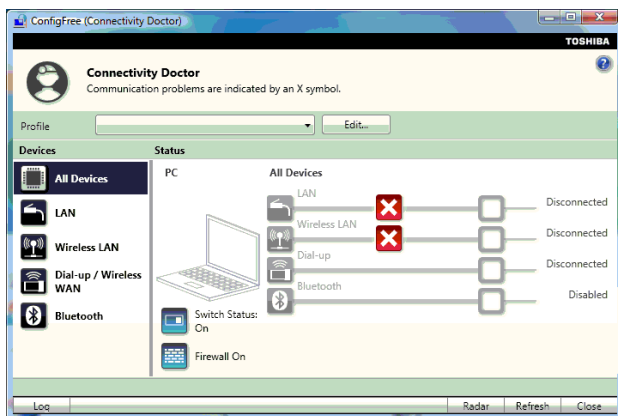 ConfigFree (Connectivity Doctor)
TOSHIBA
Connectivity Doctor
Communication problems are indicated by an X symbol.
?
Profile
Edit...
Devices
Status
All Devices
LAN
Wireless LAN
Dial-up / Wireless
WAN
Bluetooth
PC
Switch Status:
On
Firewall On
All Devices
LAN
Disconnected
Wireless LAN
Disconnected
Dial-up
Disconnected
Bluetooth
Disabled
Log
Radar
Refresh
Close